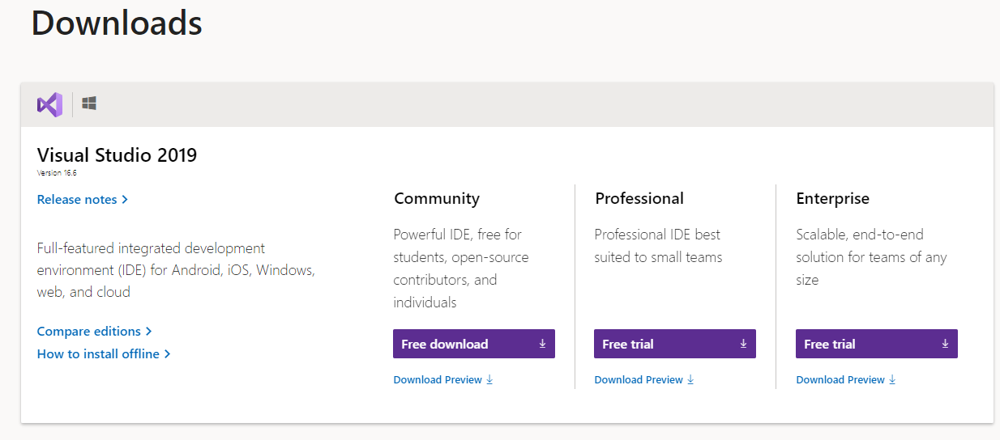 Downloads
Visual Studio 2019
Version 16.6
Release notes
Full-featured integrated development
environment (IDE) for Android, iOS, Windows,
web, and cloud
Compare editions
How to install offline
Community
Powerful IDE, free for
students, open-source
contributors, and
individuals
Free download
Download Preview
Professional
Professional IDE best
suited to small teams
Free trial
Download Preview
Enterprise
Scalable, end-to-end
solution for teams of any
size
Free trial
Download Preview